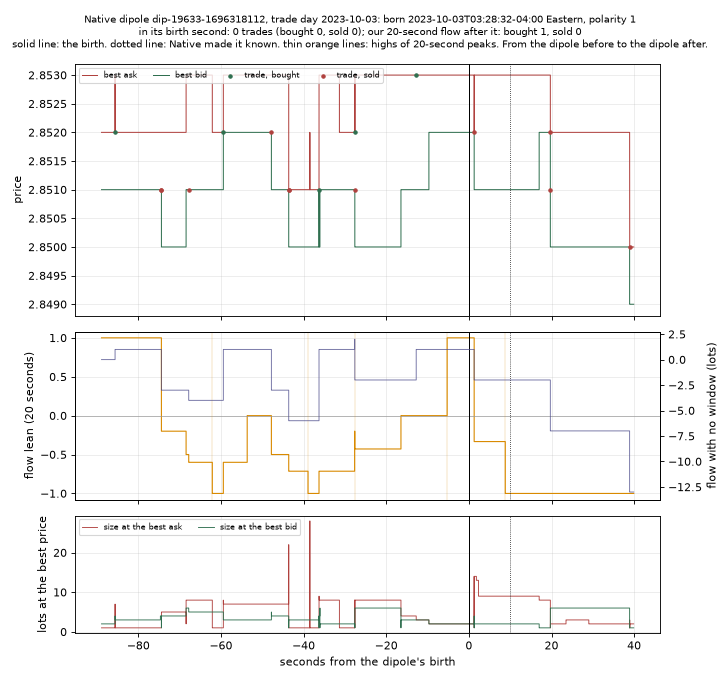 Native dipole dip-19633-1696318112, trade day 2023-10-03: born 2023-10-03T03:28:32-04:00 Eastern, polarity 1
in its birth second: 0 trades (bought 0, sold 0); our 20-second flow after it: bought 1, sold 0
solid line: the birth. dotted line: Native made it known. thin orange lines: highs of 20-second peaks. From the dipole before to the dipole after.
best ask
best bid
trade, bought
trade, sold
2.8530
2.8525
2.8520
2.8515
2.8510
2.8505
2.8500
2.8495
2.8490
price
1.0
0.5
0.0
−0.5
−1.0
flow lean (20 seconds)
2.5
0.0
−2.5
−5.0
−7.5
−10.0
−12.5
flow with no window (lots)
size at the best ask
size at the best bid
20
10
0
lots at the best price
−80
−60
−40
−20
0
20
40
seconds from the dipole's birth